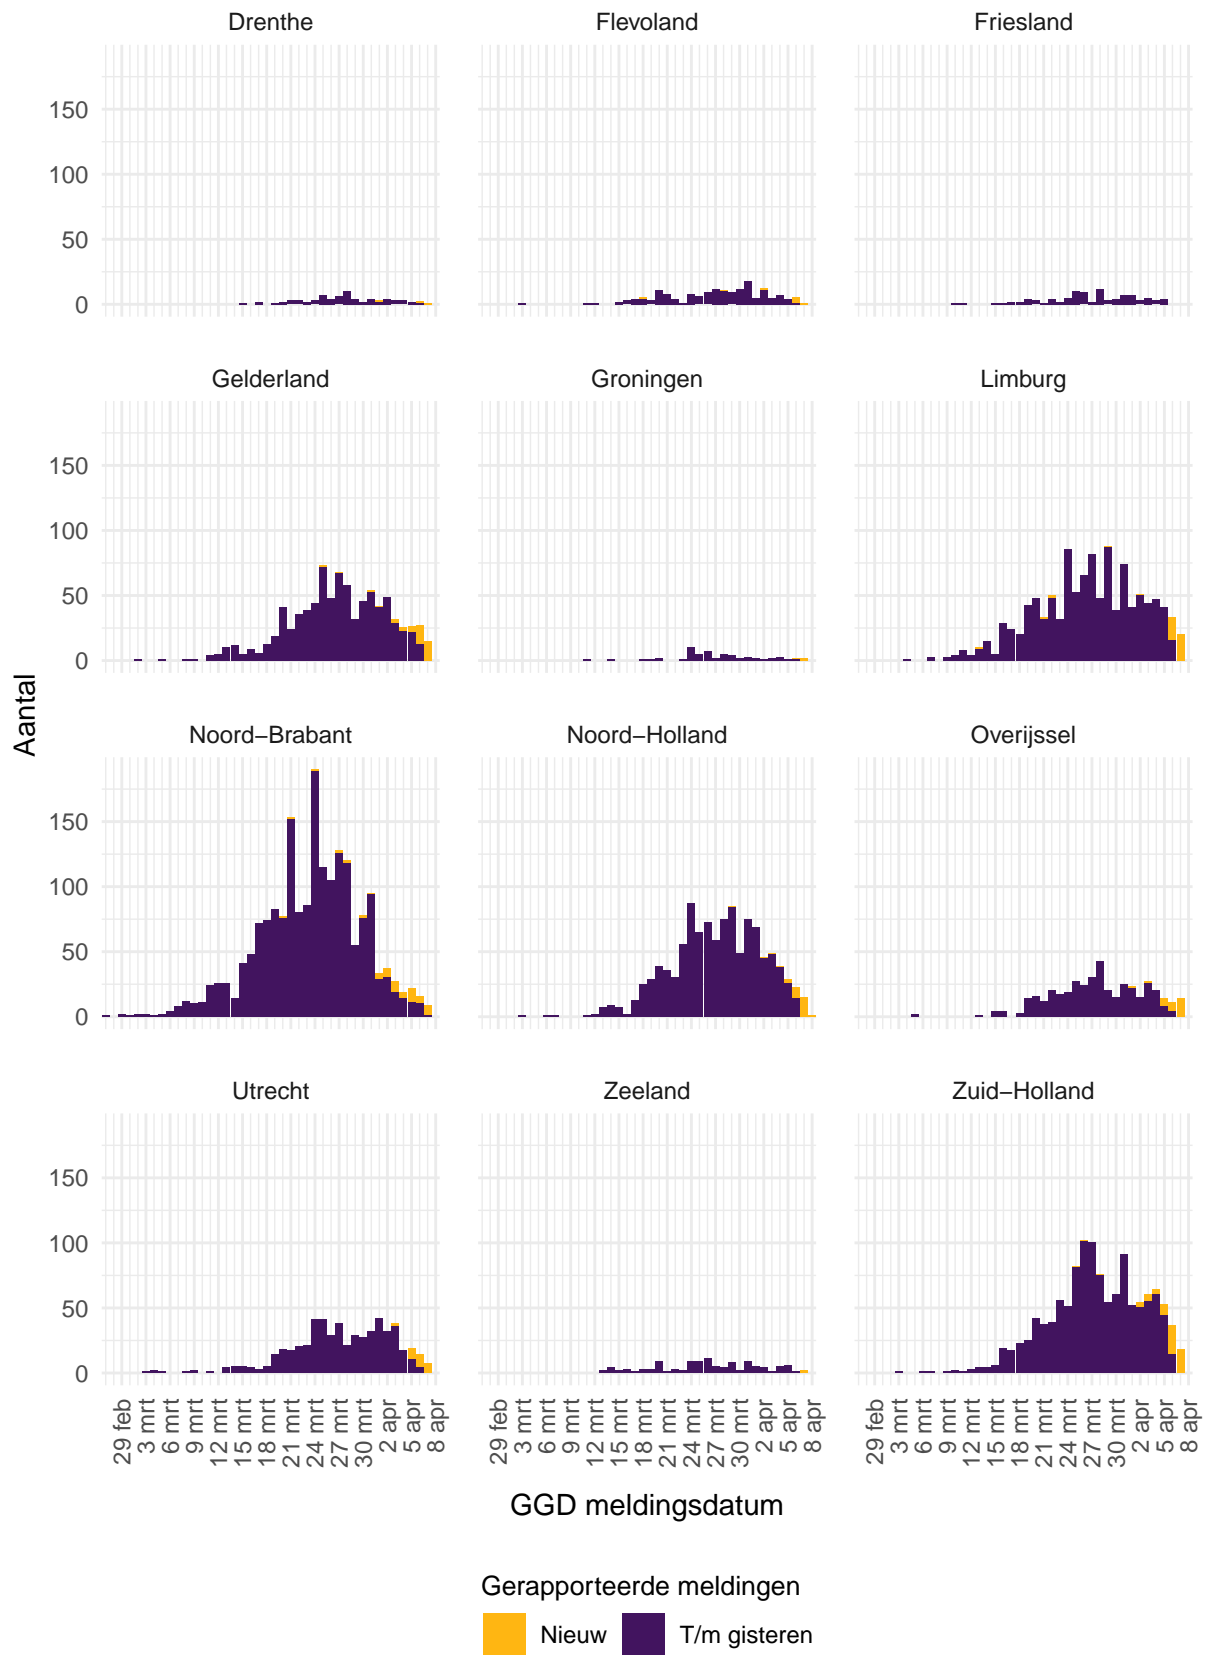 Drenthe Flevoland Friesland
150
100
50
0
Gelderland Groningen Limburg
150
100
50
0
Aantal
Noord−Brabant Noord−Holland Overijssel
150
100
50
0
Utrecht Zeeland Zuid−Holland
150
100
50
0
29 feb 3 mrt 6 mrt 9 mrt 12 mrt 15 mrt 18 mrt 21 mrt 24 mrt 27 mrt 30 mrt 2 apr 5 apr 8 apr 29 feb 3 mrt 6 mrt 9 mrt 12 mrt 15 mrt 18 mrt 21 mrt 24 mrt 27 mrt 30 mrt 2 apr 5 apr 8 apr 29 feb 3 mrt 6 mrt 9 mrt 12 mrt 15 mrt 18 mrt 21 mrt 24 mrt 27 mrt 30 mrt 2 apr 5 apr 8 apr
GGD meldingsdatum
Gerapporteerde meldingen
Nieuw T/m gisteren